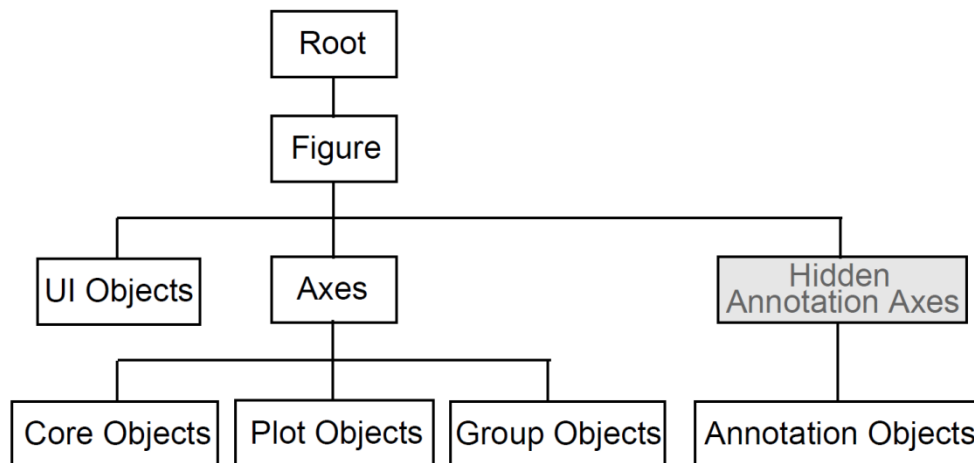 Root
Figure
UI Objects
Axes
Hidden
Annotation Axes
Core Objects
Plot Objects
Group Objects
Annotation Objects